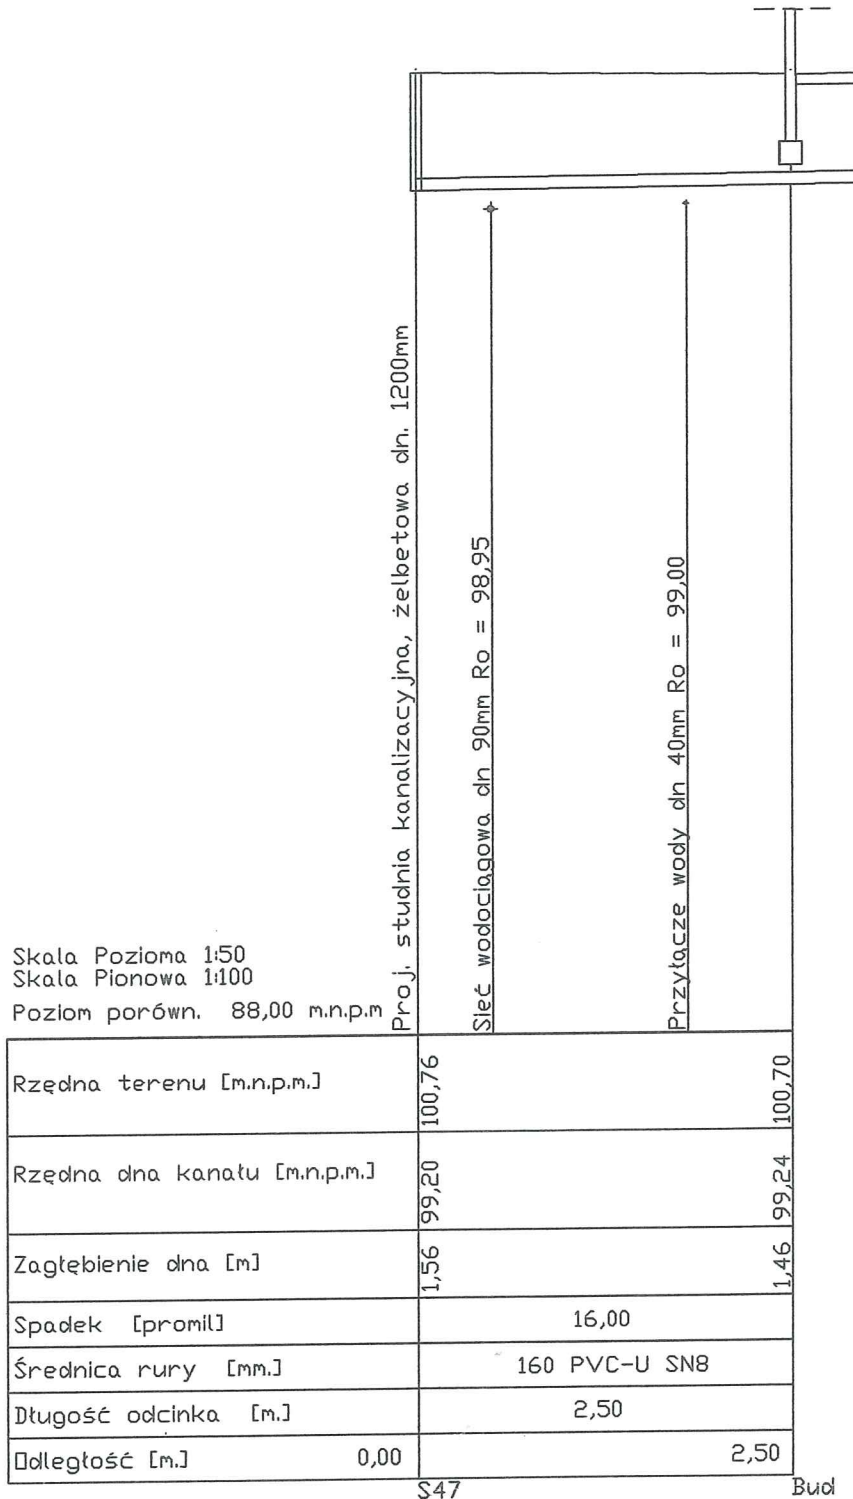 Proj. studnia kanalizacyjna, żelbetowa dn. 1200mm
Sieć wodociągowa dn 90mm Ro = 98,95
Przyłącze wody dn 40mm Ro = 99,00
Skala Pozioma 1:50
Skala Pionowa 1:100
Poziom porówn. 88,00 m.n.p.m
Rzędna terenu [m.n.p.m.] 100,76 100,70
Rzędna dna kanału [m.n.p.m.] 99,20 99,24
Zagłębienie dna [m] 1,56 1,46
Spadek [promil] 16,00
Średnica rury [mm.] 160 PVC-U SN8
Długość odcinka [m.] 2,50
Odległość [m.] 0,00 2,50
S47 Bud